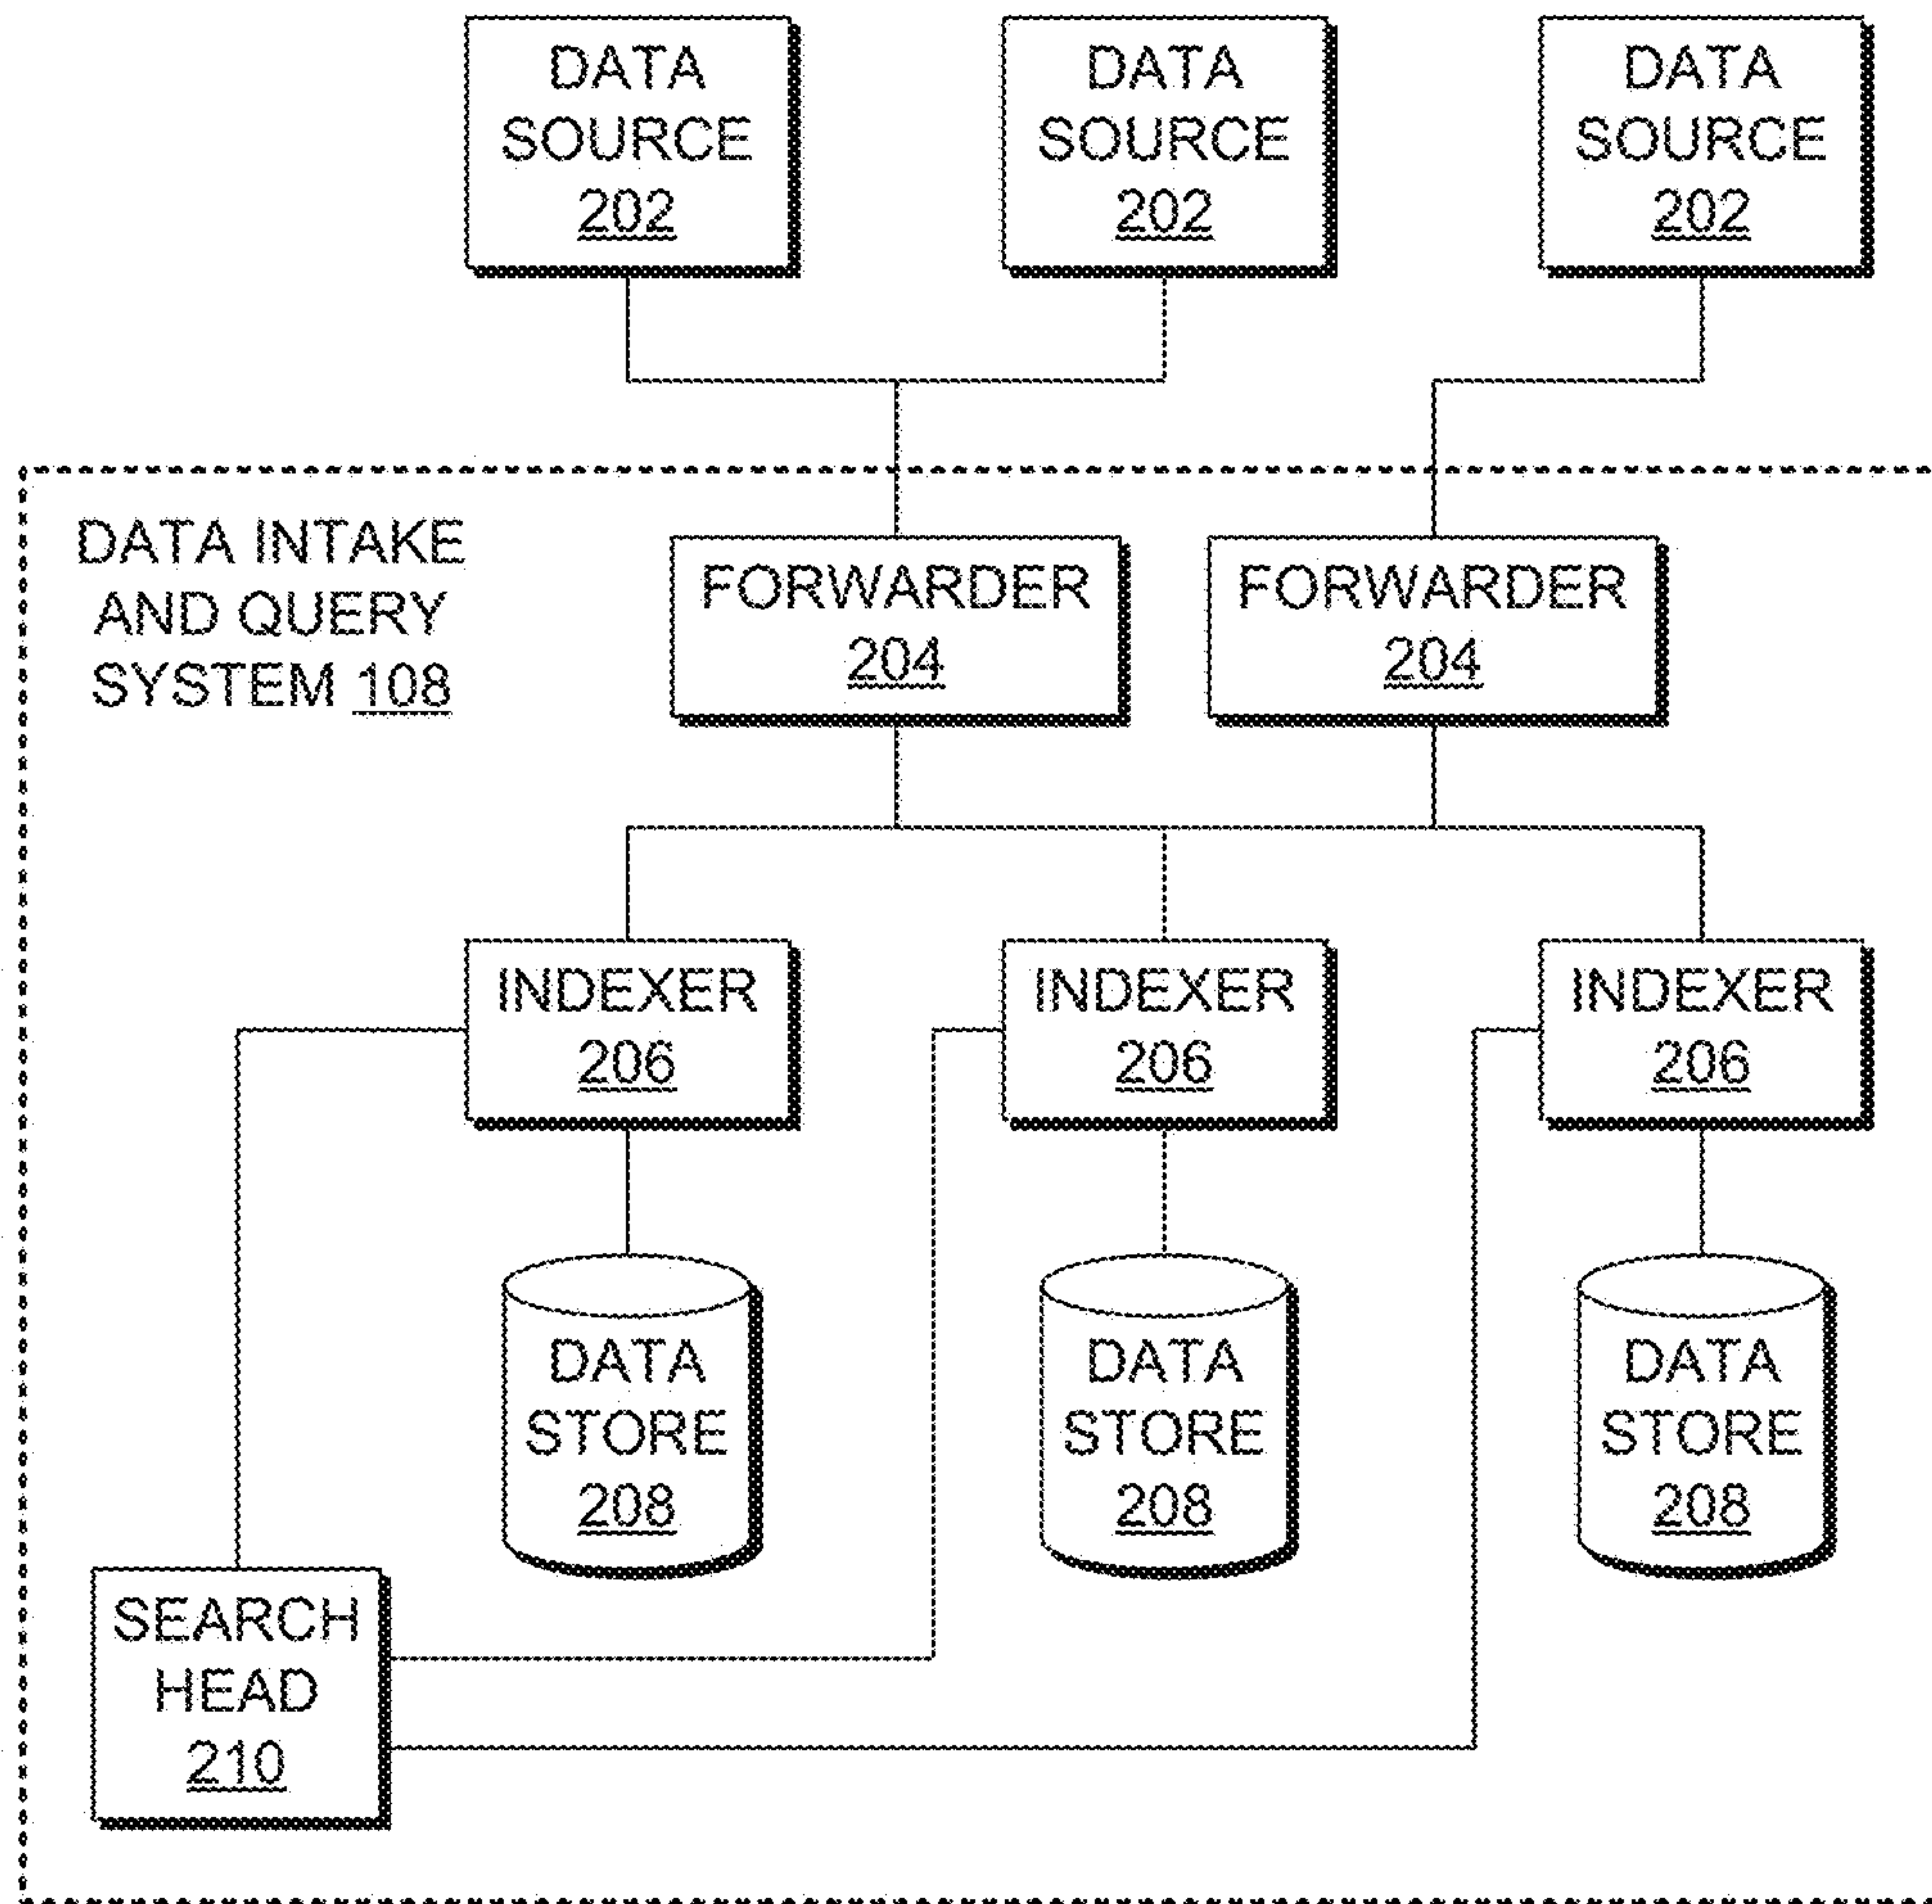 DATA
SOURCE
202
DATA
SOURCE
202
DATA
SOURCE
202
DATA INTAKE
AND QUERY
SYSTEM 108
FORWARDER
204
FORWARDER
204
INDEXER
206
INDEXER
206
INDEXER
206
DATA
STORE
208
DATA
STORE
208
DATA
STORE
208
SEARCH
HEAD
210